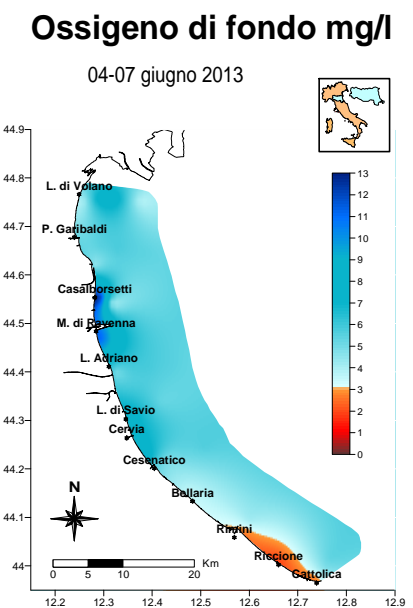 Ossigeno di fondo mg/l
04-07 giugno 2013
44.9
44.8
44.7
44.6
44.5
44.4
44.3
44.2
44.1
44
L. di Volano
P. Garibaldi
Casalborsetti
M. di Ravenna
L. Adriano
L. di Savio
Cervia
Cesenatico
Bellaria
Rimini
Riccione
Cattolica
13
12
11
10
9
8
7
6
5
4
3
2
1
0
N
Km
0 5 10 20
12.2 12.3 12.4 12.5 12.6 12.7 12.8 12.9